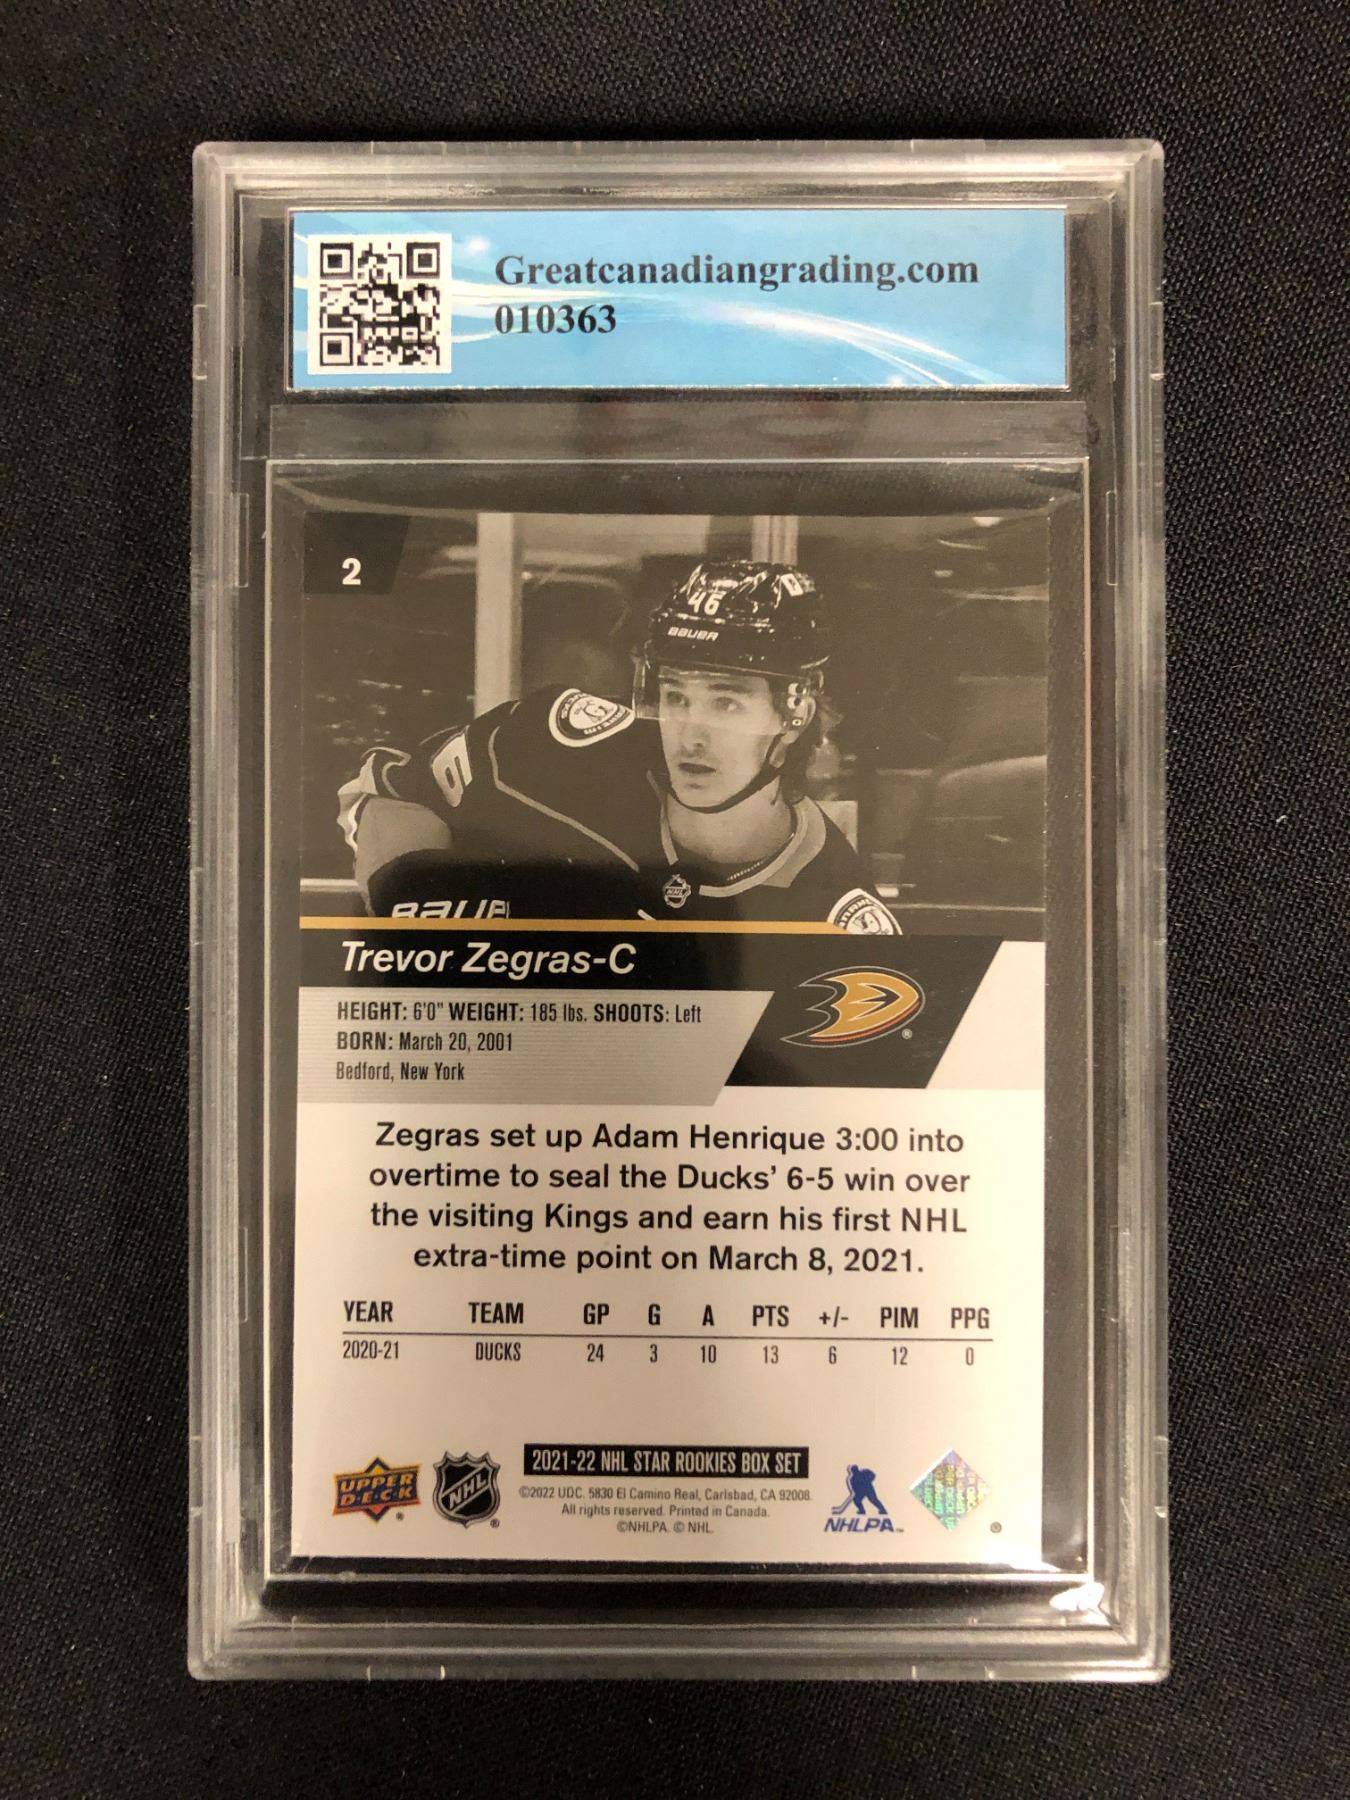 Greatcanadiangrading.com
010363
2
46
BAUER
6
BAUE
Trevor Zegras-C
HEIGHT: 6'0" WEIGHT: 185 lbs. SHOOTS: Left
BORN: March 20, 2001
Bedford, New York
Zegras set up Adam Henrique 3:00 into
overtime to seal the Ducks' 6-5 win over
the visiting Kings and earn his first NHL
extra-time point on March 8, 2021.
YEAR TEAM GP G A PTS +/- PIM PPG
2020-21 DUCKS 24 3 10 13 6 12 0
UPPER
D·E·C·K
®
NHL
®
2021-22 NHL STAR ROOKIES BOX SET
©2022 UDC. 5830 El Camino Real, Carlsbad, CA 92008.
All rights reserved. Printed in Canada.
©NHLPA. © NHL.
NHLPA™
®